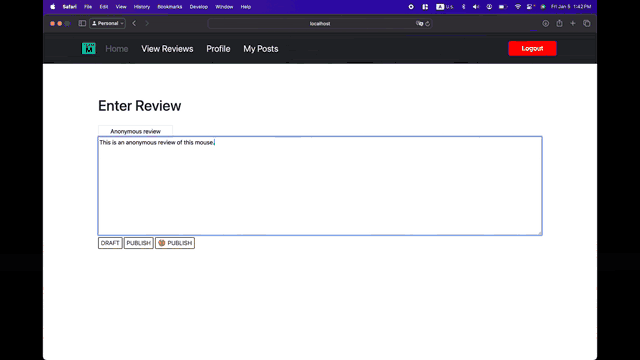 Safari File Edit View History Bookmarks Develop Window Help A U.S. Fri Jan 5 1:42 PM
Personal localhost
M Home View Reviews Profile My Posts Logout
Enter Review
Anonymous review
This is an anonymous review of this mouse.
DRAFT PUBLISH PUBLISH